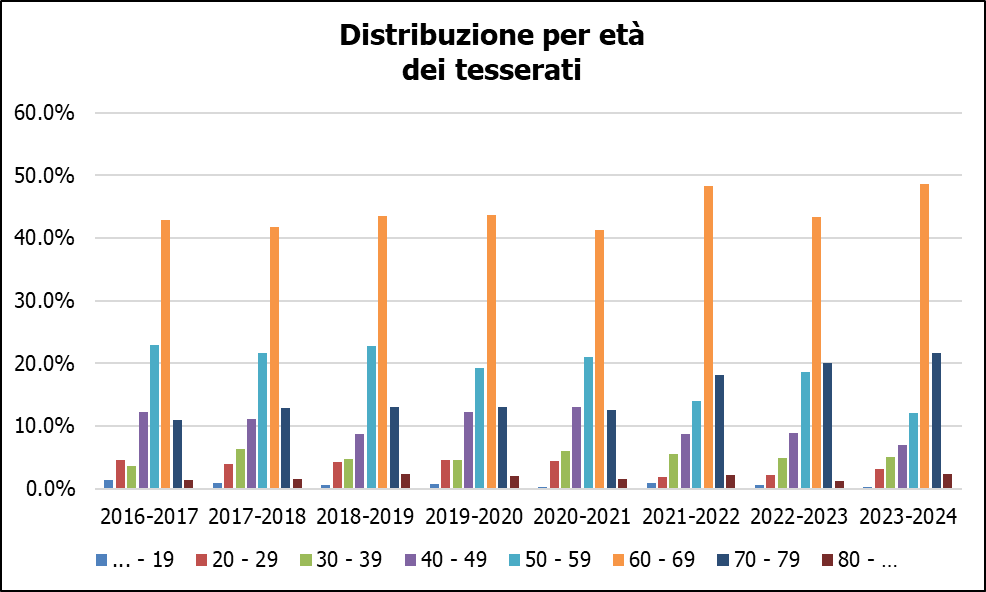 Distribuzione per età
dei tesserati
60.0%
50.0%
40.0%
30.0%
20.0%
10.0%
0.0%
2016-2017 2017-2018 2018-2019 2019-2020 2020-2021 2021-2022 2022-2023 2023-2024
... - 19 20 - 29 30 - 39 40 - 49 50 - 59 60 - 69 70 - 79 80 - ...